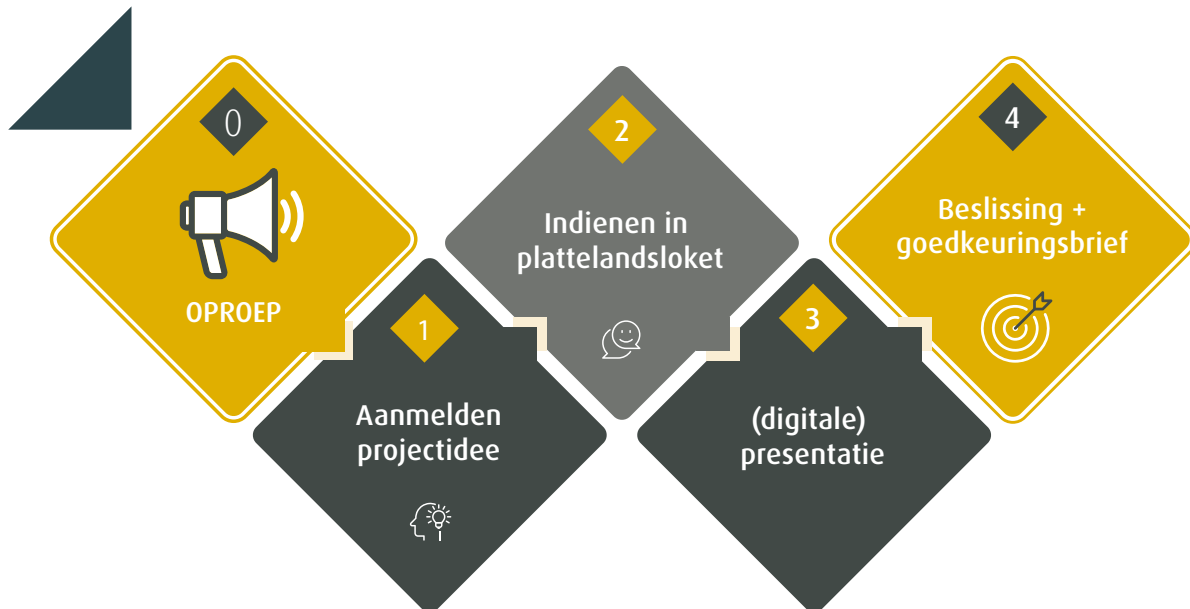 0
OPROEP
1
Aanmelden
projectidee
2
Indienen in
plattelandsloket
3
(digitale)
presentatie
4
Beslissing +
goedkeuringsbrief